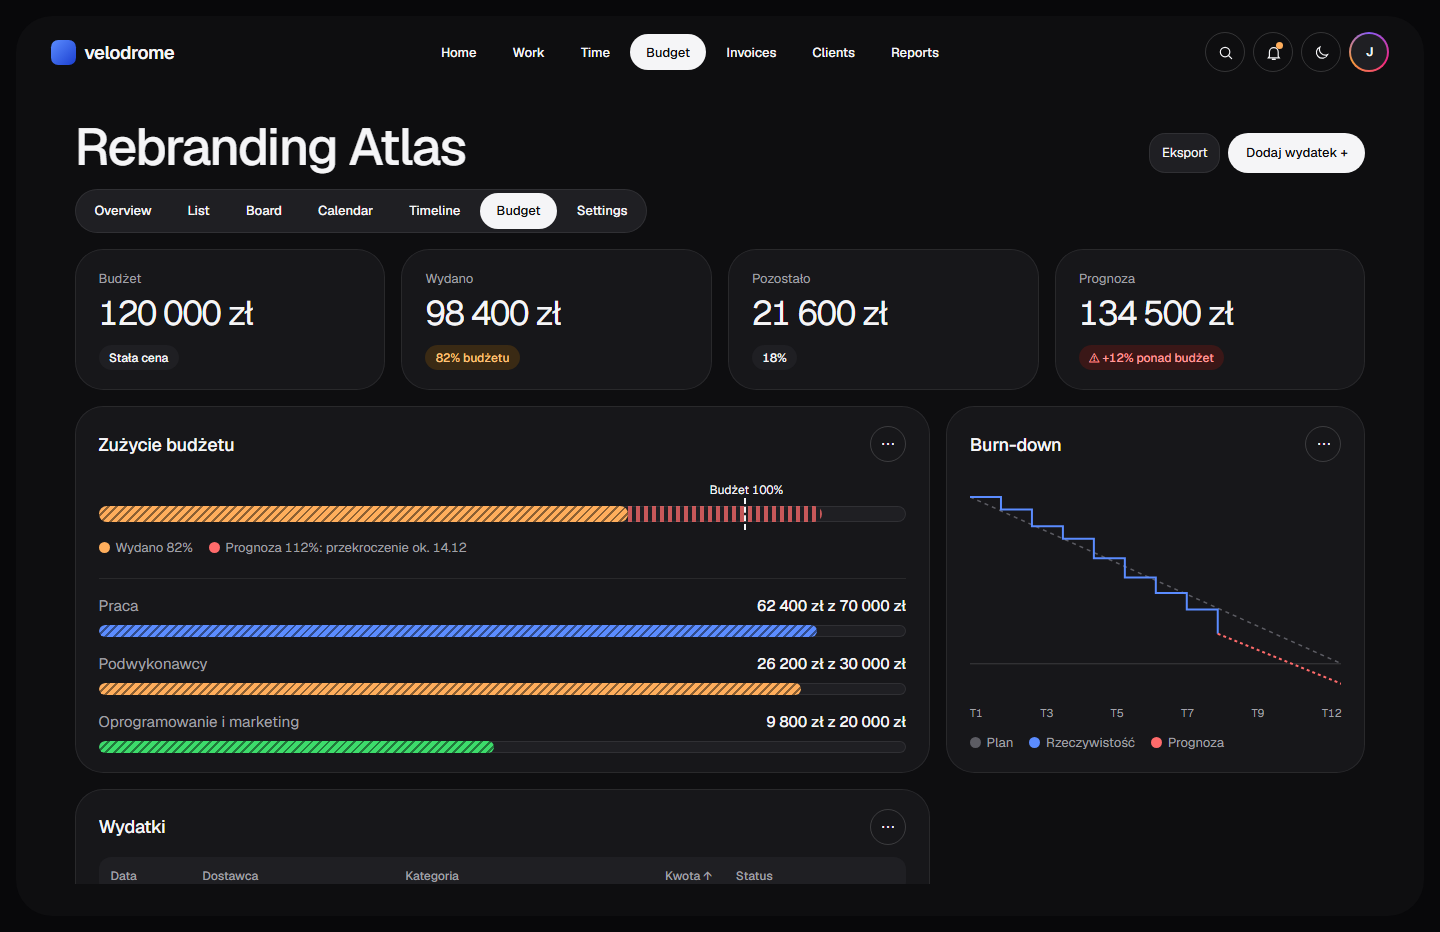 velodrome
Home Work Time Budget Invoices Clients Reports
J
Rebranding Atlas
Eksport
Dodaj wydatek +
Overview List Board Calendar Timeline Budget Settings
Budżet
120 000 zł
Stała cena
Wydano
98 400 zł
82% budżetu
Pozostało
21 600 zł
18%
Prognoza
134 500 zł
+12% ponad budżet
Zużycie budżetu
Budżet 100%
Wydano 82% Prognoza 112%: przekroczenie ok. 14.12
Praca 62 400 zł z 70 000 zł
Podwykonawcy 26 200 zł z 30 000 zł
Oprogramowanie i marketing 9 800 zł z 20 000 zł
Burn-down
T1 T3 T5 T7 T9 T12
Plan Rzeczywistość Prognoza
Wydatki
Data Dostawca Kategoria Kwota ↑ Status